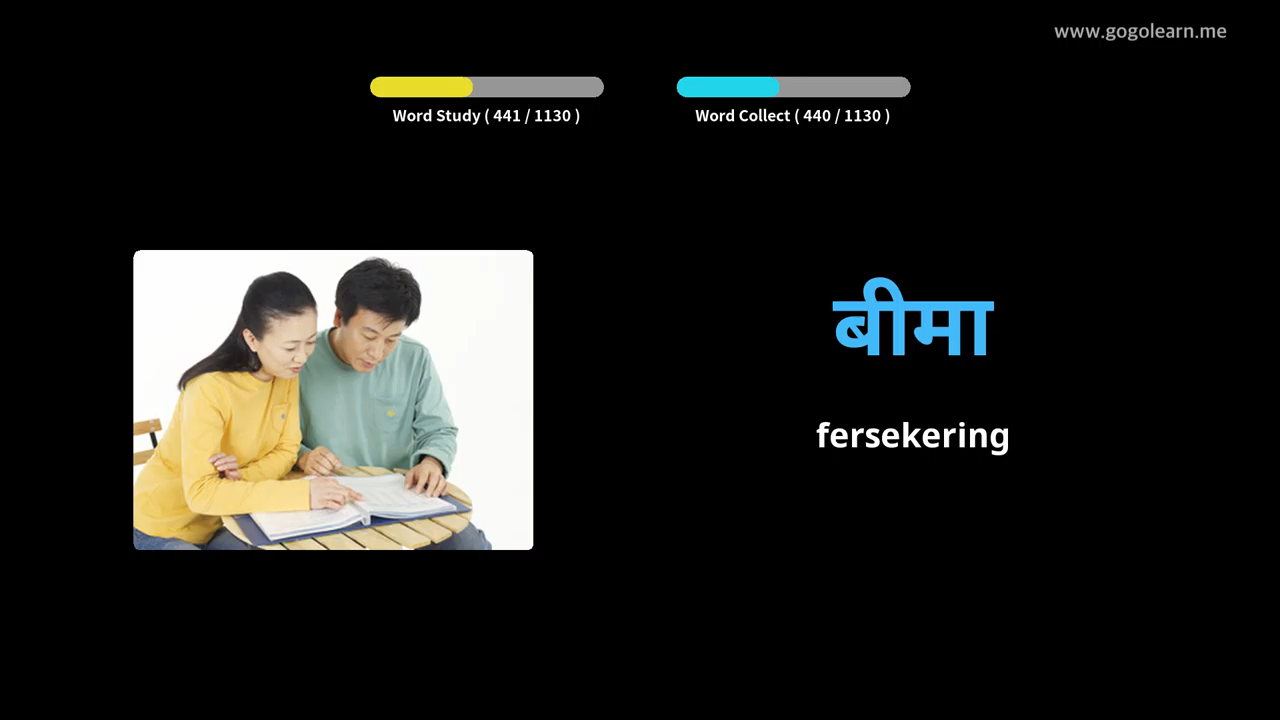 www.gogolearn.me
Word Study ( 441 / 1130 )
Word Collect ( 440 / 1130 )
बीमा
fersekering